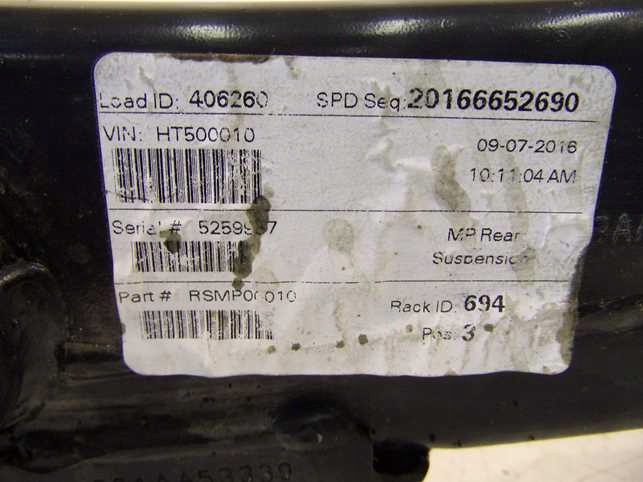 Load ID: 406260 SPD Seq: 20166652690
VIN: HT500010
09-07-2016
10:11:04 AM
Serial #
MP Rear
Suspension
Part #
Rack ID: 694
Pos: 3